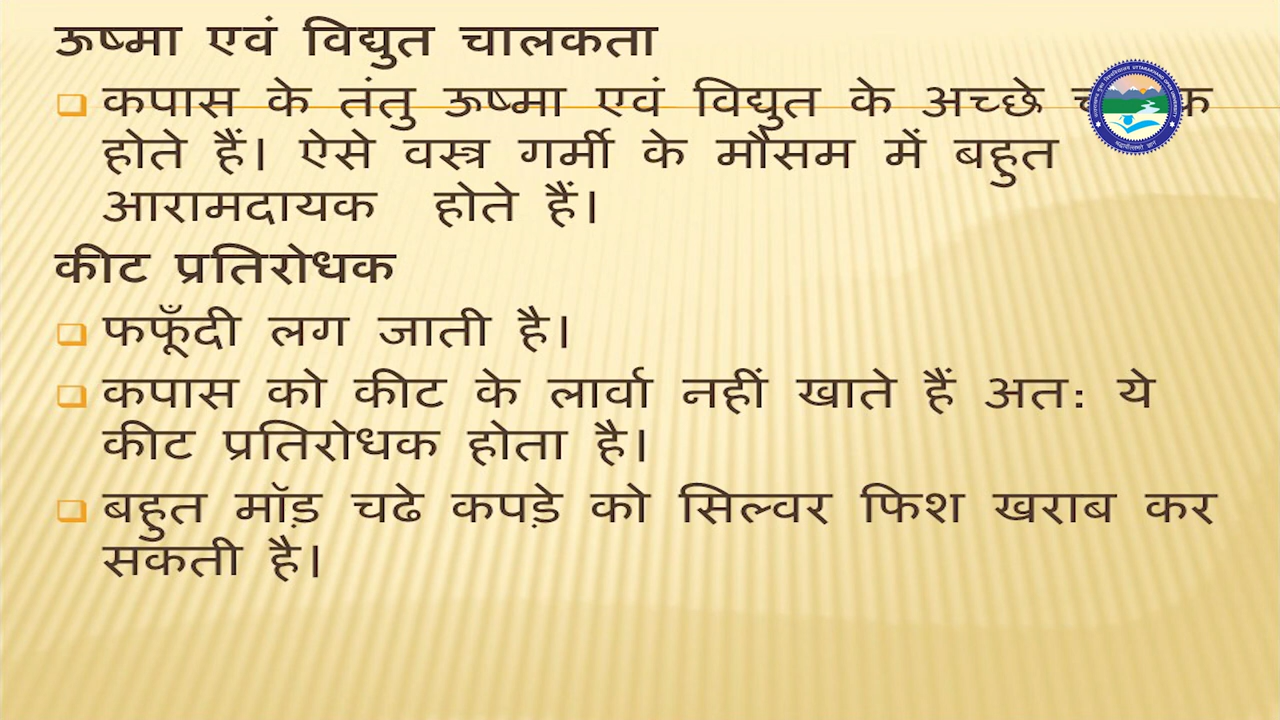 ऊष्मा एवं विद्युत चालकता
कपास के तंतु ऊष्मा एवं विद्युत के अच्छे
होते हैं। ऐसे वस्त्र गर्मी के मौसम में बहुत
आरामदायक होते हैं।
कीट प्रतिरोधक
फफूँदी लग जाती है।
कपास को कीट के लार्वा नहीं खाते हैं अतः ये
कीट प्रतिरोधक होता है।
बहुत मॉड़ चढे कपड़े को सिल्वर फिश खराब कर
सकती है।